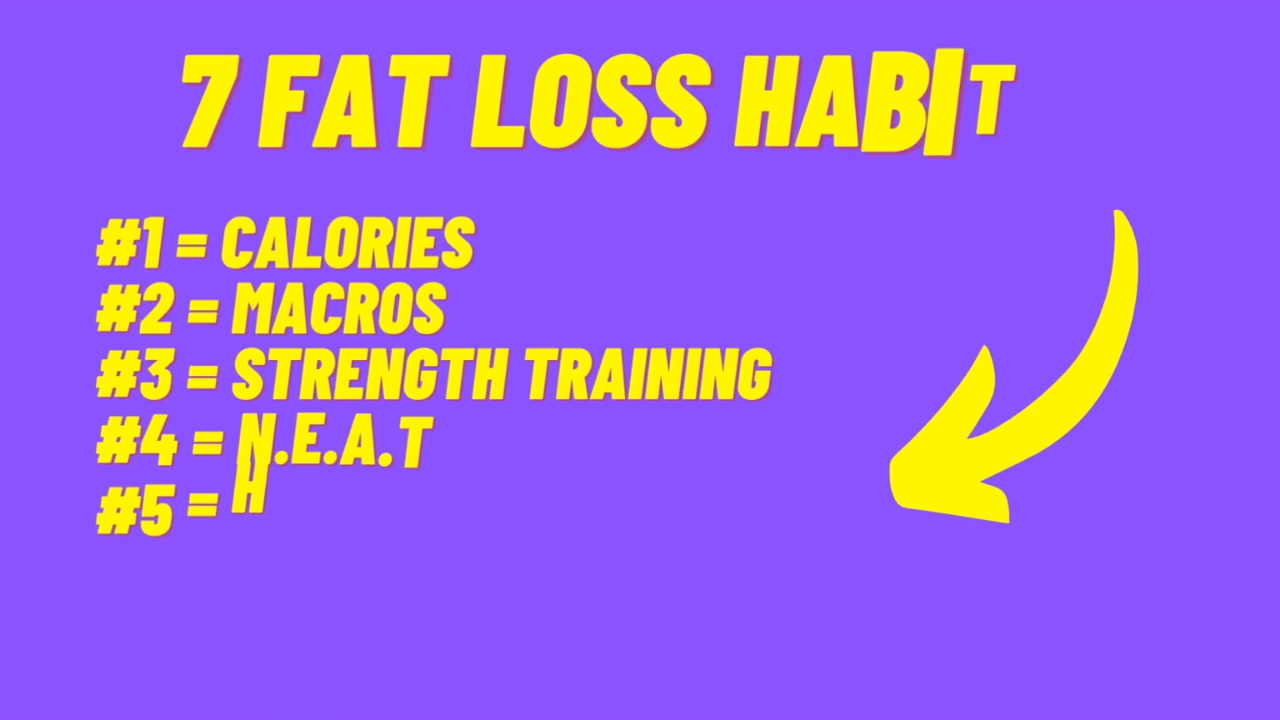 7 FAT LOSS HABIT
#1 = CALORIES
#2 = MACROS
#3 = STRENGTH TRAINING
#4 = N.E.A.T
#5 = H